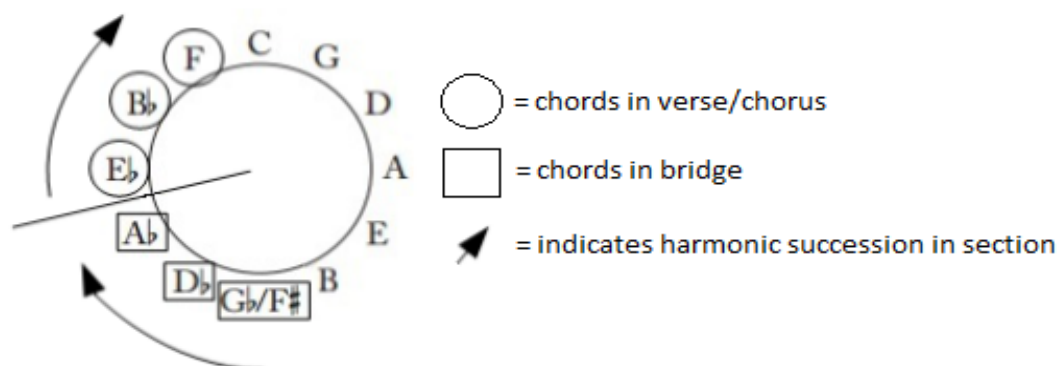 C
G
D
A
E
B
G♭/F♯
D♭
A♭
E♭
B♭
F
= chords in verse/chorus
= chords in bridge
= indicates harmonic succession in section